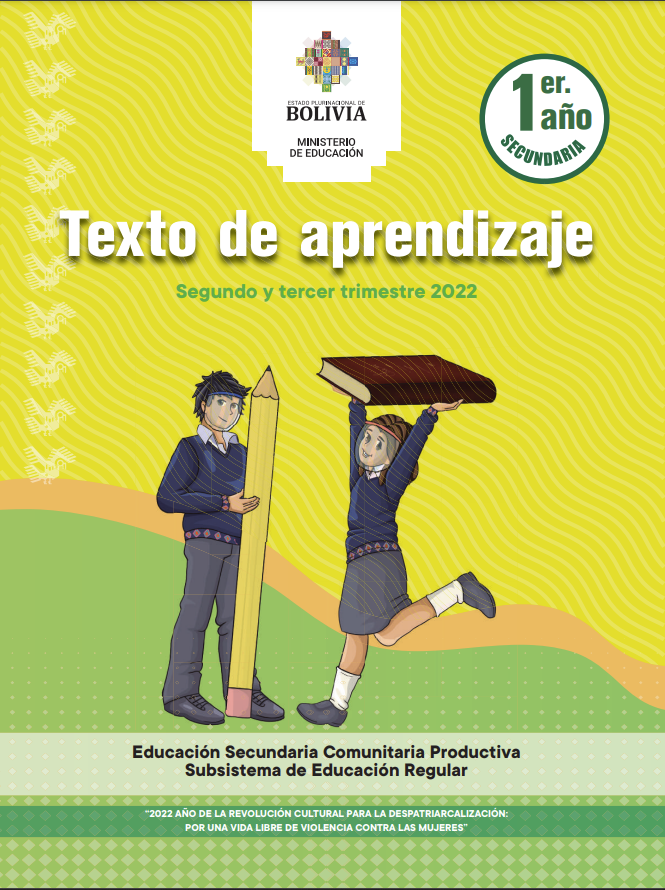 ESTADO PLURINACIONAL DE
BOLIVIA
MINISTERIO
DE EDUCACIÓN
1er.
año
SECUNDARIA
Texto de aprendizaje
Segundo y tercer trimestre 2022
Educación Secundaria Comunitaria Productiva
Subsistema de Educación Regular
“2022 AÑO DE LA REVOLUCIÓN CULTURAL PARA LA DESPATRIARCALIZACIÓN:
POR UNA VIDA LIBRE DE VIOLENCIA CONTRA LAS MUJERES”